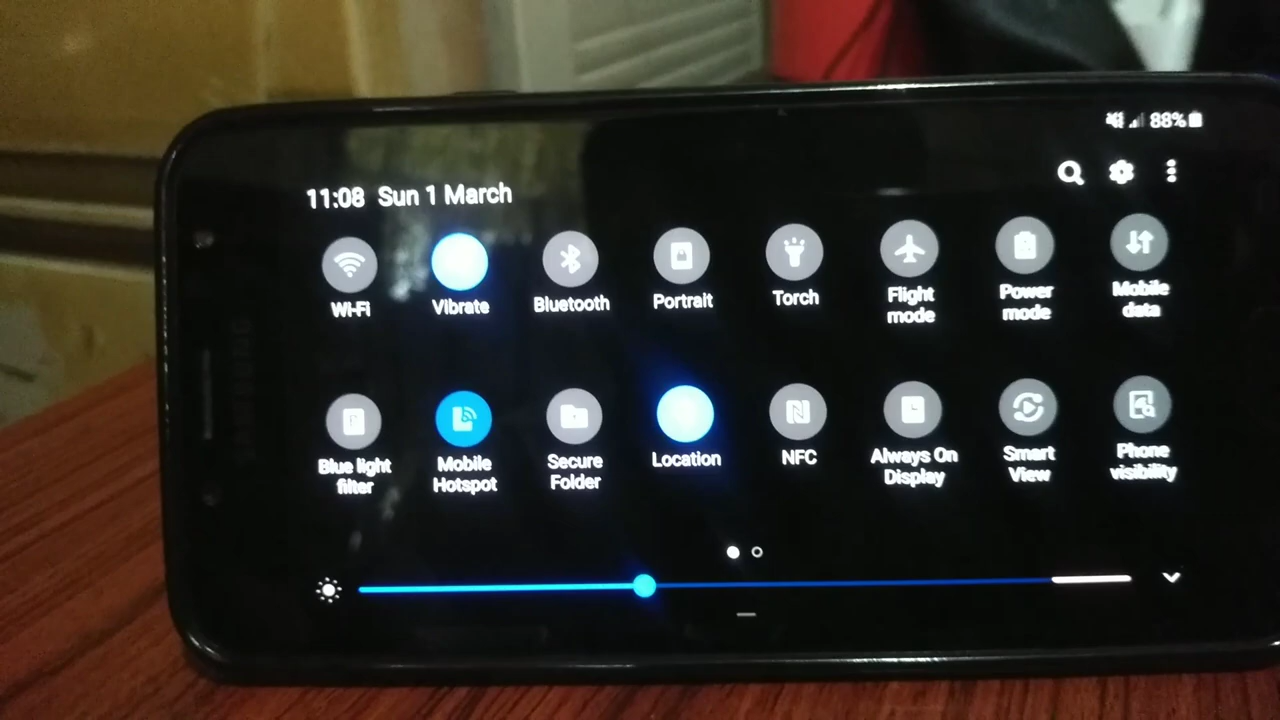 88%
11:08 Sun 1 March
Wi-Fi Vibrate Bluetooth Portrait Torch Flight Power Mobile
mode mode data
Blue light Mobile Secure Location NFC Always On Smart Phone
filter Hotspot Folder Display View visibility
SAMSUNG